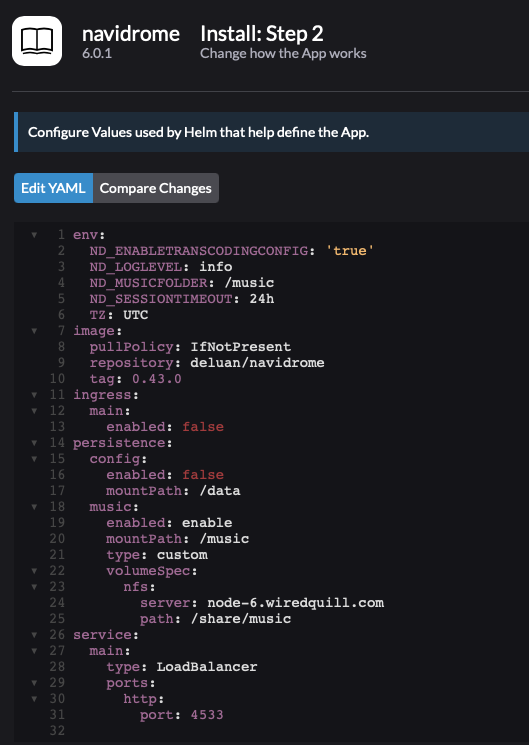 navidrome
6.0.1
Install: Step 2
Change how the App works
Configure Values used by Helm that help define the App.
Edit YAML
Compare Changes
1 env:
2   ND_ENABLETRANSCODINGCONFIG: 'true'
3   ND_LOGLEVEL: info
4   ND_MUSICFOLDER: /music
5   ND_SESSIONTIMEOUT: 24h
6   TZ: UTC
7 image:
8   pullPolicy: IfNotPresent
9   repository: deluan/navidrome
10   tag: 0.43.0
11 ingress:
12   main:
13     enabled: false
14 persistence:
15   config:
16     enabled: false
17     mountPath: /data
18   music:
19     enabled: enable
20     mountPath: /music
21     type: custom
22     volumeSpec:
23       nfs:
24         server: node-6.wiredquill.com
25         path: /share/music
26 service:
27   main:
28     type: LoadBalancer
29     ports:
30       http:
31         port: 4533
32